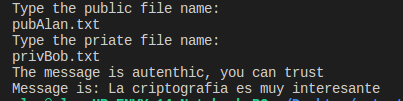 Type the public file name:
pubAlan.txt
Type the priate file name:
privBob.txt
The message is autenthic, you can trust
Message is: La criptografia es muy interesante